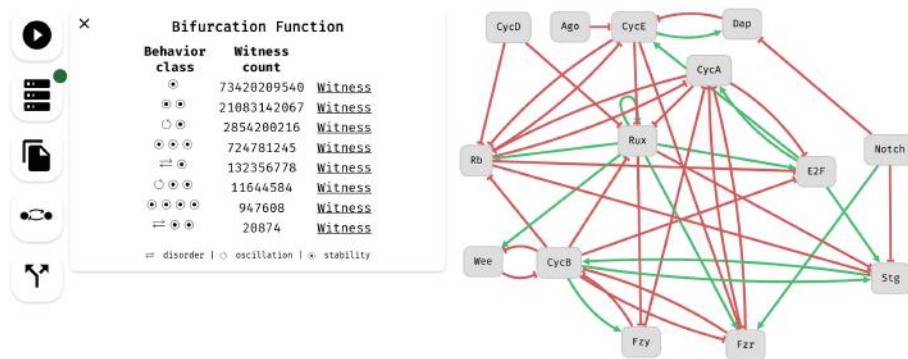 Bifurcation Function
Behavior class Witness count
73420209540 Witness
21083142067 Witness
2854200216 Witness
724781245 Witness
132356778 Witness
11644584 Witness
947608 Witness
20874 Witness
⇄ disorder | ↺ oscillation | ◉ stability
CycD
Ago
CycE
Dap
CycA
Rux
Rb
E2F
Notch
Wee
CycB
Stg
Fzy
Fzr